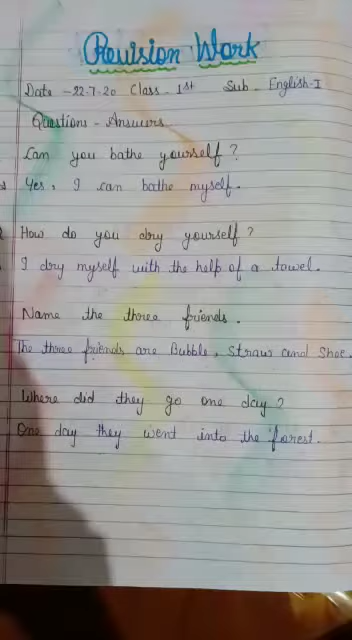 Revision Work
Date - 22-7-20 Class - 1st Sub - English-I
Questions - Answers
Can you bathe yourself?
Yes, I can bathe myself.
How do you dry yourself?
I dry myself with the help of a towel.
Name the three friends.
The three friends are Bubble, Straw and Shoe.
Where did they go one day?
One day they went into the forest.